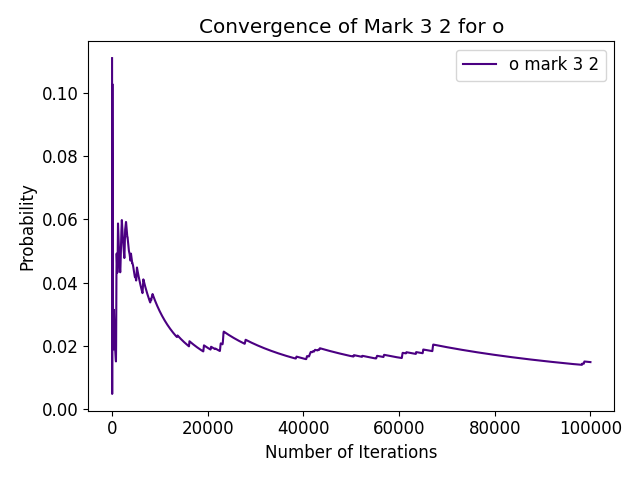 Convergence of Mark 3 2 for o
o mark 3 2
Probability
0.10
0.08
0.06
0.04
0.02
0.00
0 20000 40000 60000 80000 100000
Number of Iterations